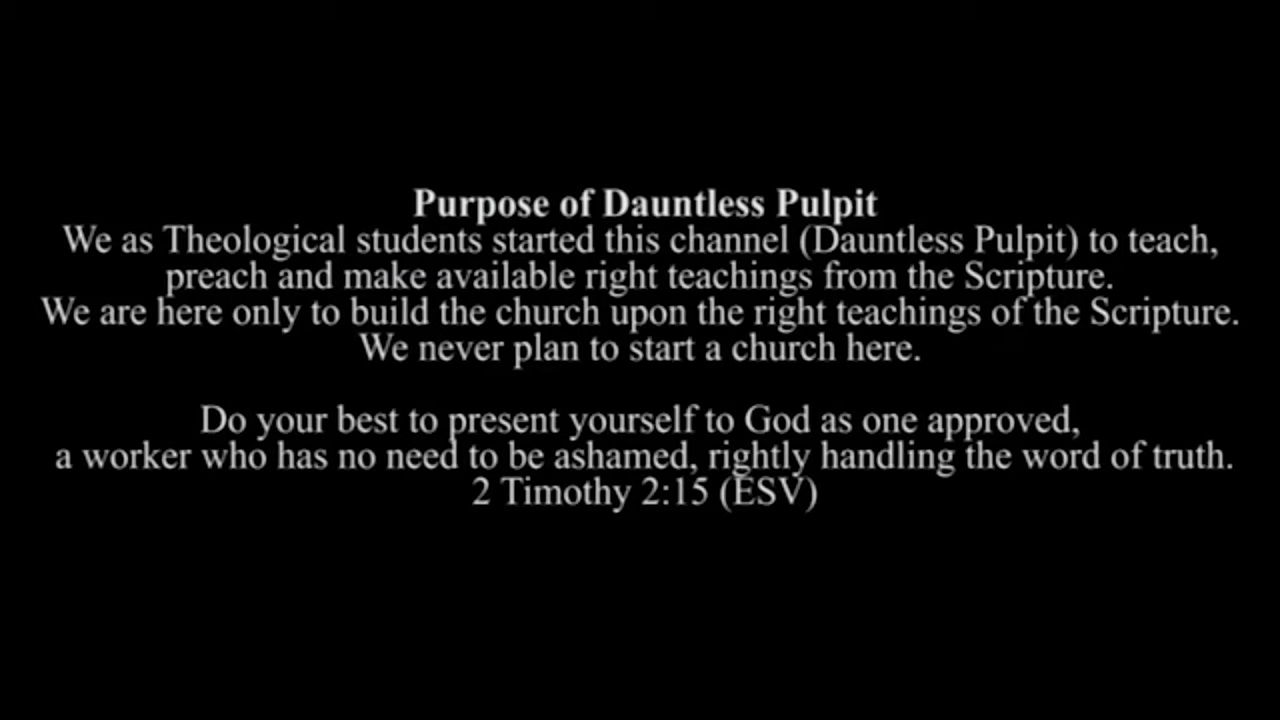 Purpose of Dauntless Pulpit
We as Theological students started this channel (Dauntless Pulpit) to teach,
preach and make available right teachings from the Scripture.
We are here only to build the church upon the right teachings of the Scripture.
We never plan to start a church here.
Do your best to present yourself to God as one approved,
a worker who has no need to be ashamed, rightly handling the word of truth.
2 Timothy 2:15 (ESV)